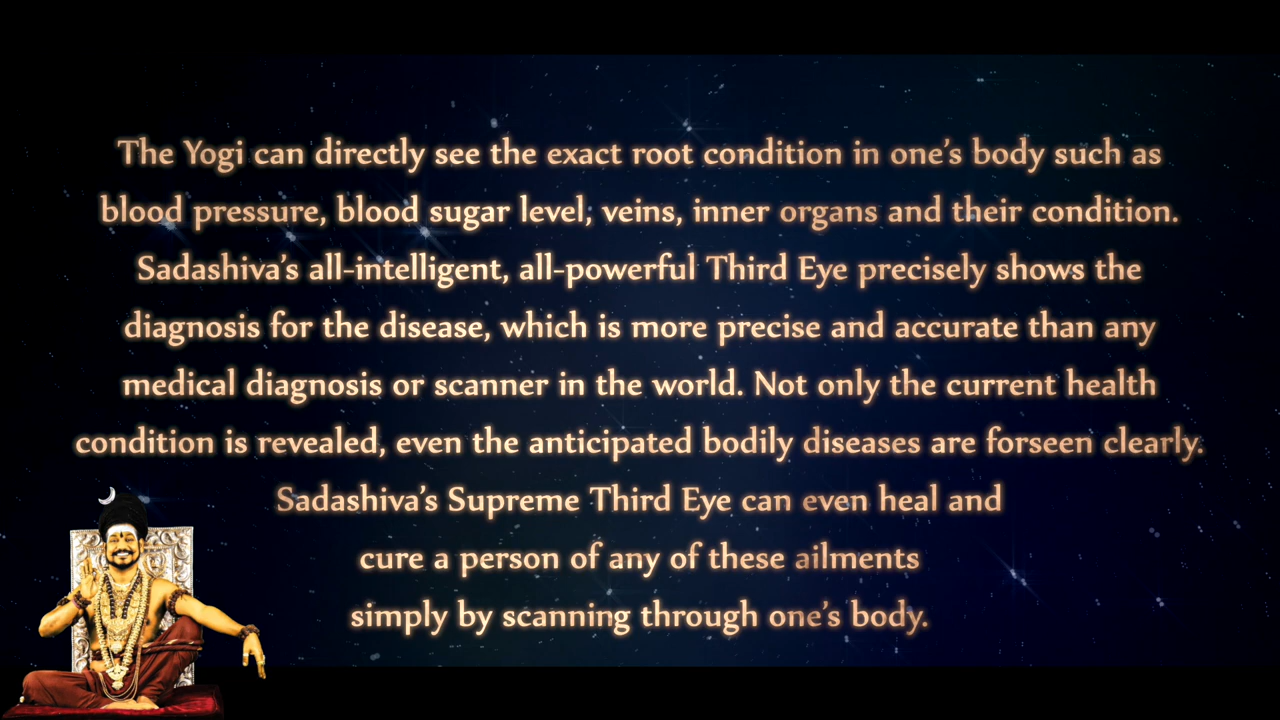 The Yogi can directly see the exact root condition in one's body such as
blood pressure, blood sugar level, veins, inner organs and their condition.
Sadashiva's all-intelligent, all-powerful Third Eye precisely shows the
diagnosis for the disease, which is more precise and accurate than any
medical diagnosis or scanner in the world. Not only the current health
condition is revealed, even the anticipated bodily diseases are forseen clearly.
Sadashiva's Supreme Third Eye can even heal and
cure a person of any of these ailments
simply by scanning through one's body.